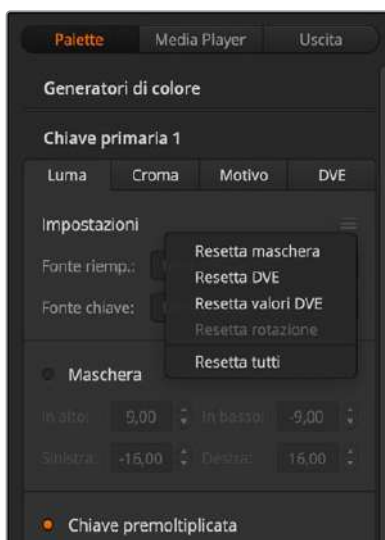 Palette Media Player Uscita
Generatori di colore
Chiave primaria 1
Luma Croma Motivo DVE
Impostazioni
Resetta maschera
Resetta DVE
Fonte riemp.:
Resetta valori DVE
Fonte chiave:
Resetta rotazione
Resetta tutti
Maschera
In alto: 9,00 In basso: -9,00
Sinistra: -16,00 Destra: 16,00
Chiave premoltiplicata